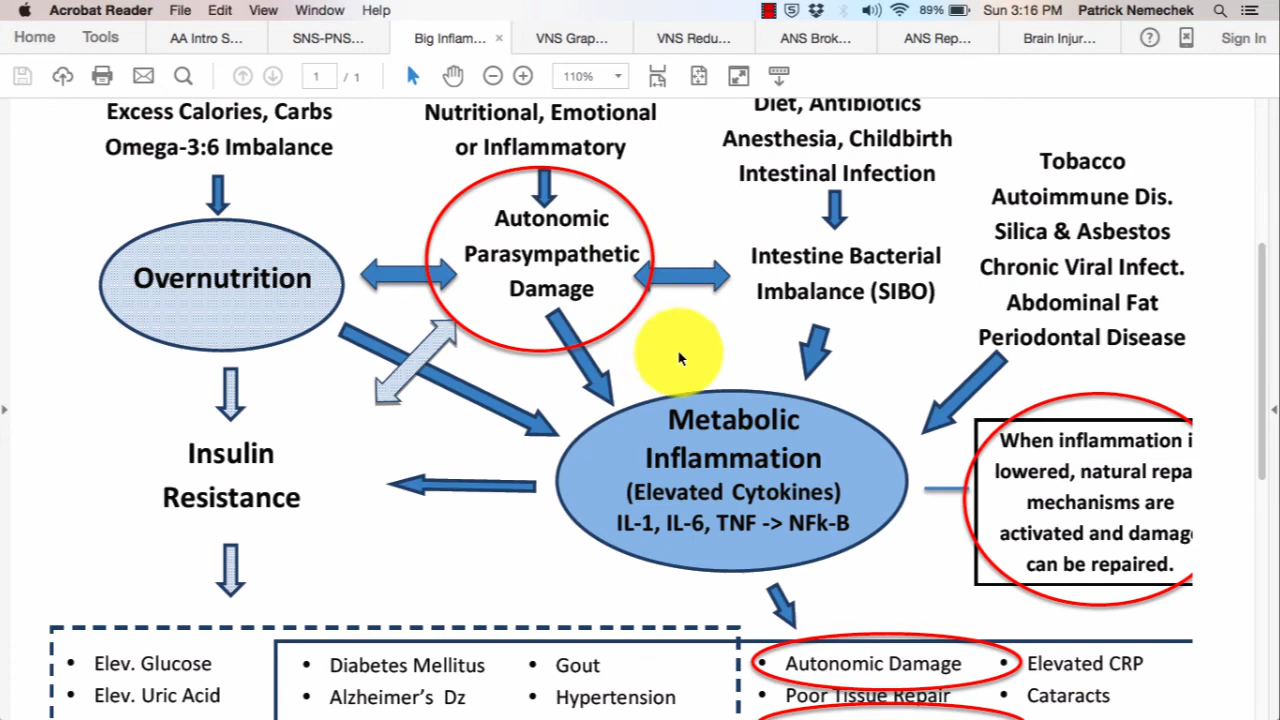 Acrobat Reader File Edit View Window Help 89% Sun 3:16 PM Patrick Nemechek
Home Tools AA Intro S... SNS-PNS... Big Inflam... × VNS Grap... VNS Redu... ANS Brok... ANS Rep... Brain Injur... Sign In
1 / 1 110%
Excess Calories, Carbs
Omega-3:6 Imbalance
Nutritional, Emotional
or Inflammatory
Diet, Antibiotics
Anesthesia, Childbirth
Intestinal Infection
Tobacco
Autoimmune Dis.
Silica & Asbestos
Chronic Viral Infect.
Abdominal Fat
Periodontal Disease
Overnutrition
Autonomic
Parasympathetic
Damage
Intestine Bacterial
Imbalance (SIBO)
Insulin
Resistance
Metabolic
Inflammation
(Elevated Cytokines)
IL-1, IL-6, TNF -> NFk-B
When inflammation i
lowered, natural repa
mechanisms are
activated and damag
can be repaired.
• Elev. Glucose
• Elev. Uric Acid
• Diabetes Mellitus
• Alzheimer's Dz
• Gout
• Hypertension
• Autonomic Damage
• Poor Tissue Repair
• Elevated CRP
• Cataracts